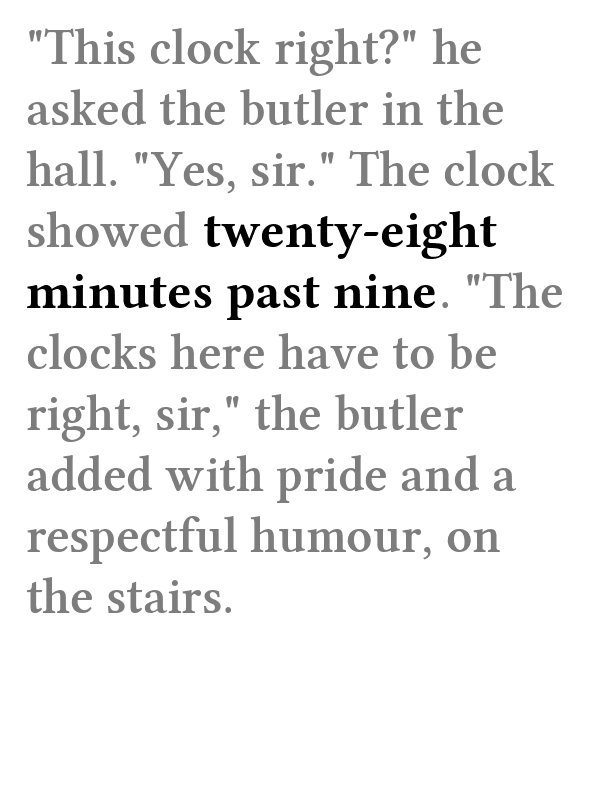 "This clock right?" he
asked the butler in the
hall. "Yes, sir." The clock
showed twenty-eight
minutes past nine. "The
clocks here have to be
right, sir," the butler
added with pride and a
respectful humour, on
the stairs.